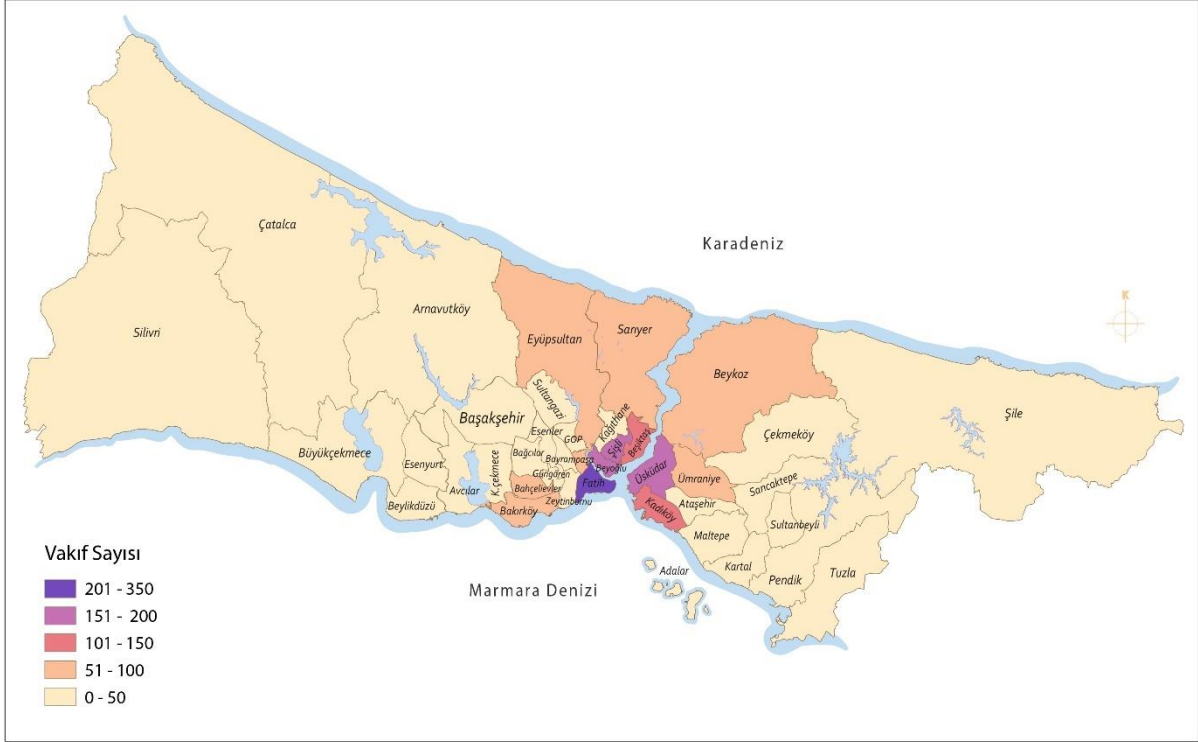 Karadeniz
K
Çatalca
Silivri
Arnavutköy
Eyüpsultan
Sarıyer
Beykoz
Şile
Sultangazi
Başakşehir
Esenler
GOP
Kağıthane
Şişli
Beşiktaş
Çekmeköy
Büyükçekmece
Esenyurt
Avcılar
K.çekmece
Bağcılar
Bayrampaşa
Beyoğlu
Üsküdar
Ümraniye
Sancaktepe
Güngören
Bahçelievler
Fatih
Beylikdüzü
Bakırköy
Zeytinburnu
Kadıköy
Ataşehir
Sultanbeyli
Maltepe
Kartal
Pendik
Tuzla
Adalar
Marmara Denizi
Vakıf Sayısı
201 - 350
151 - 200
101 - 150
51 - 100
0 - 50